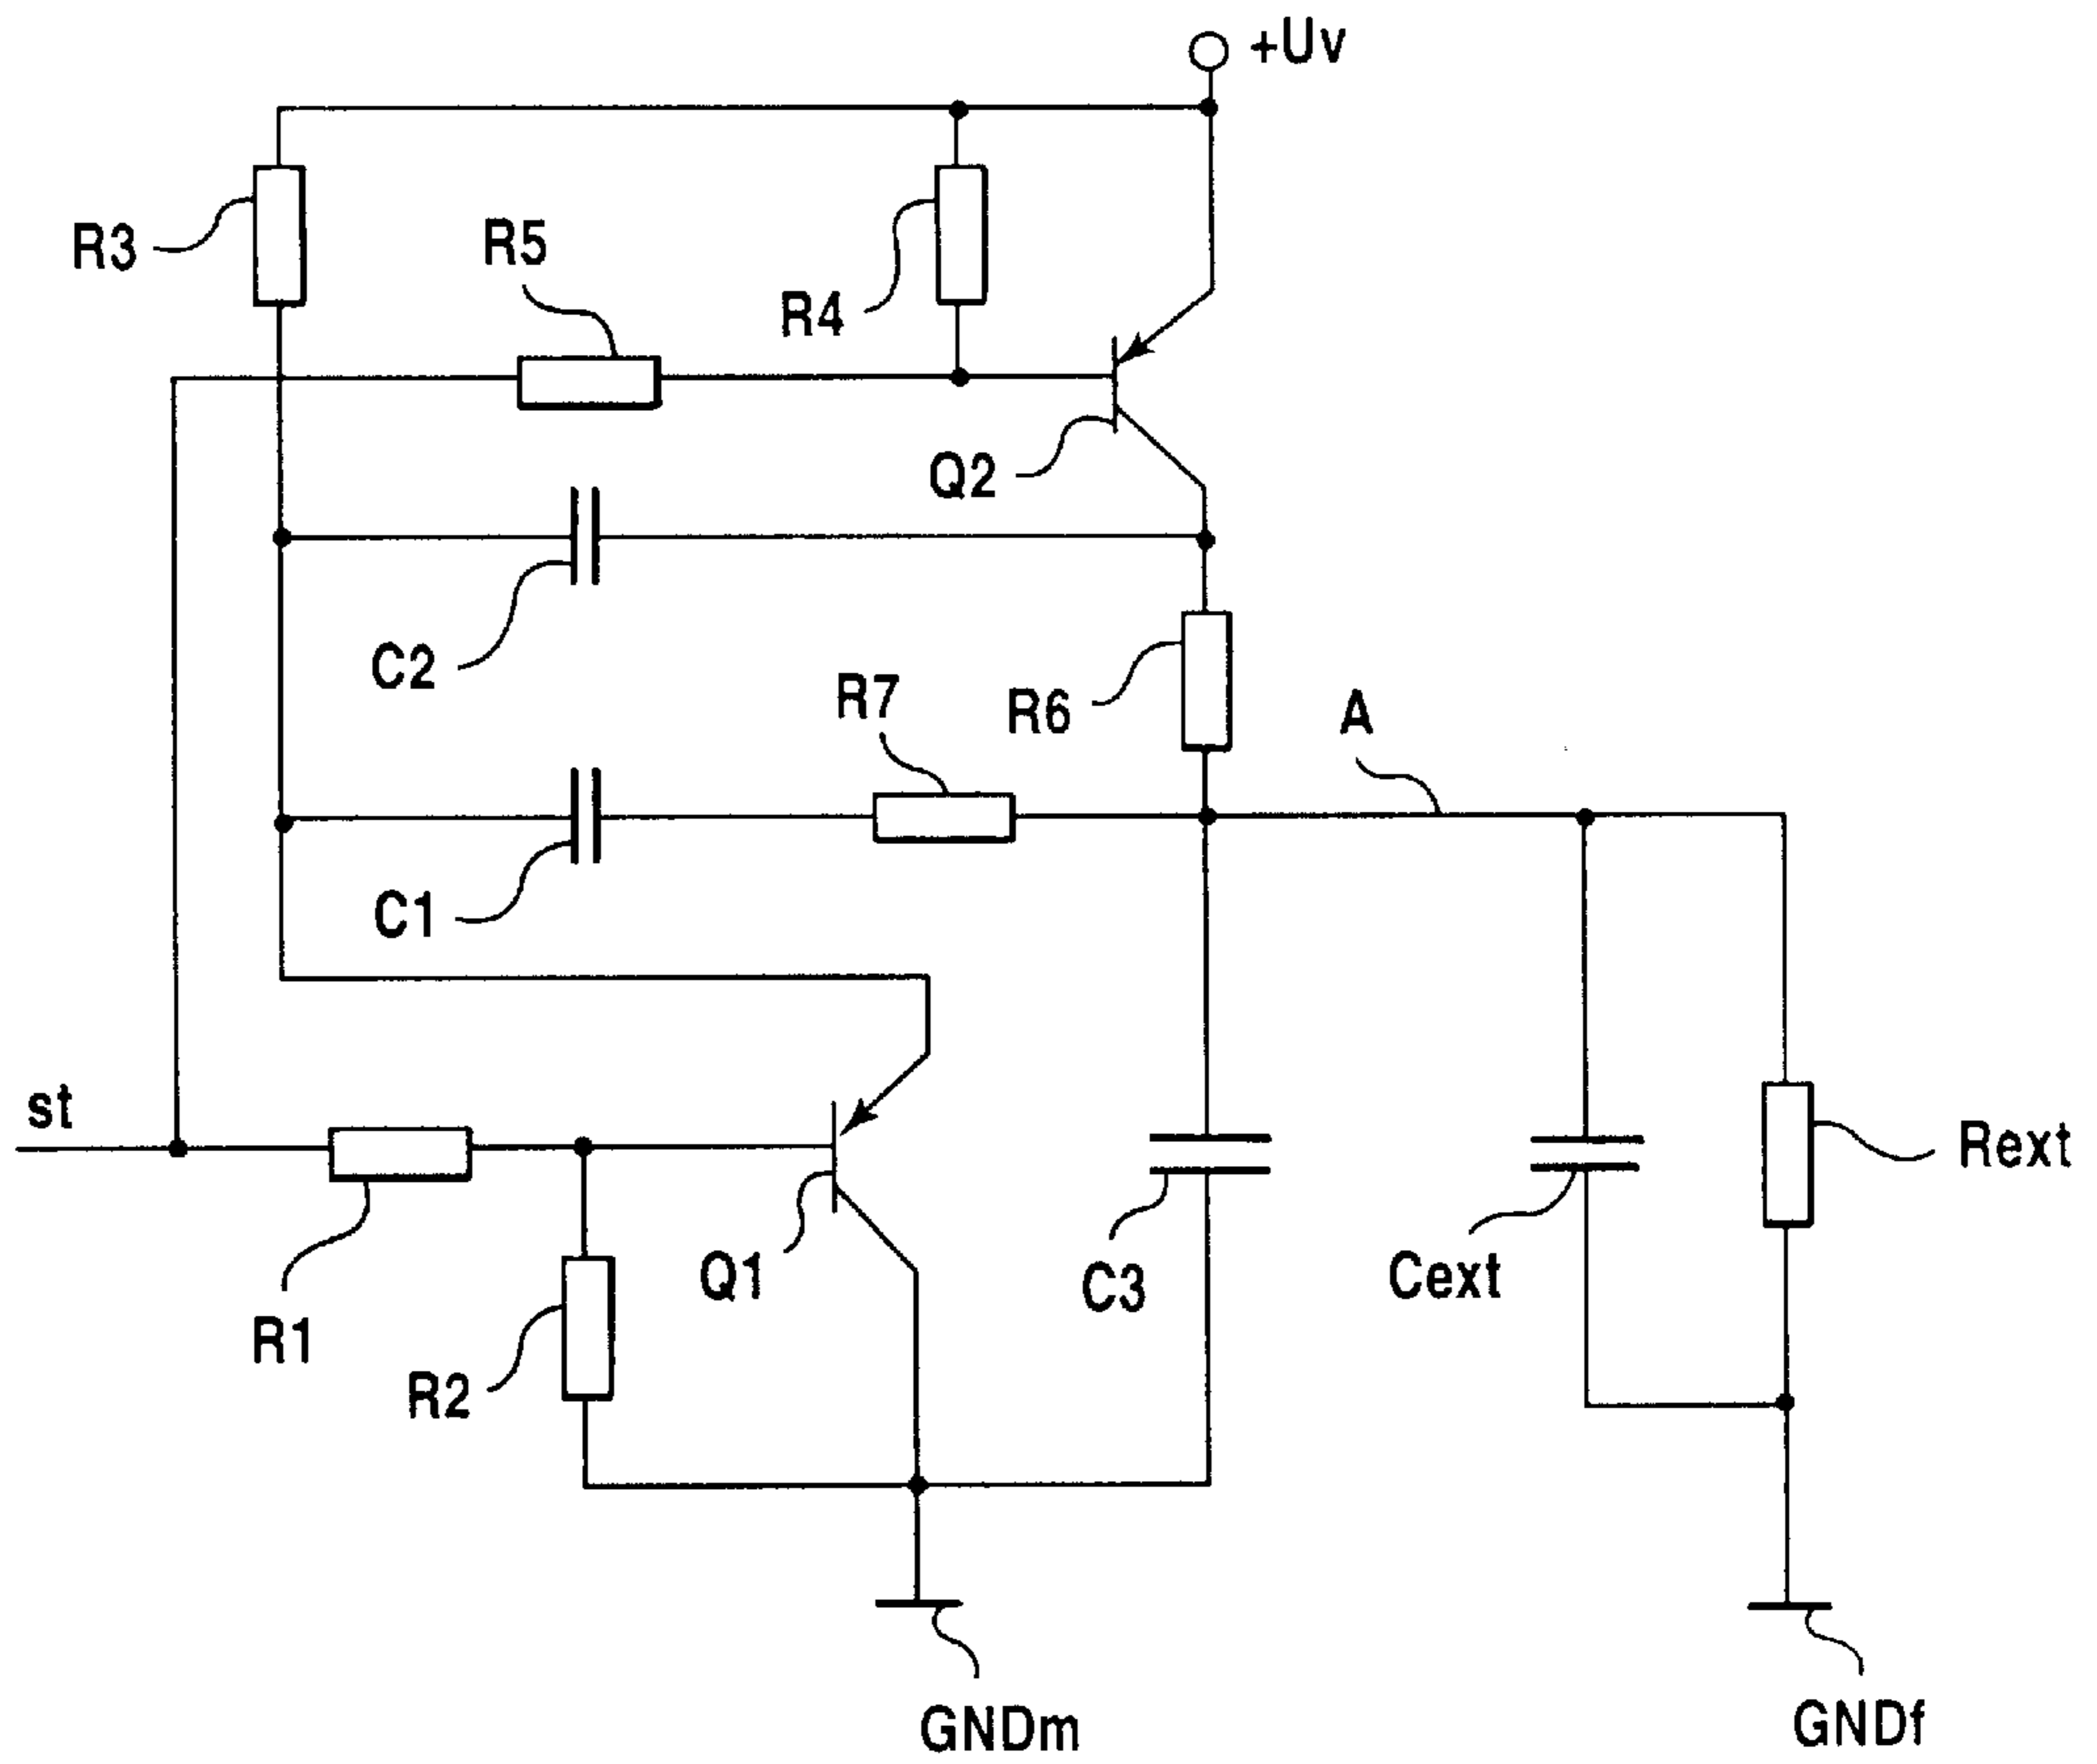 +Uv
R3
R5
R4
Q2
C2
R7
R6
A
C1
st
Rext
Q1
Cext
C3
R1
R2
GNDm
GNDf